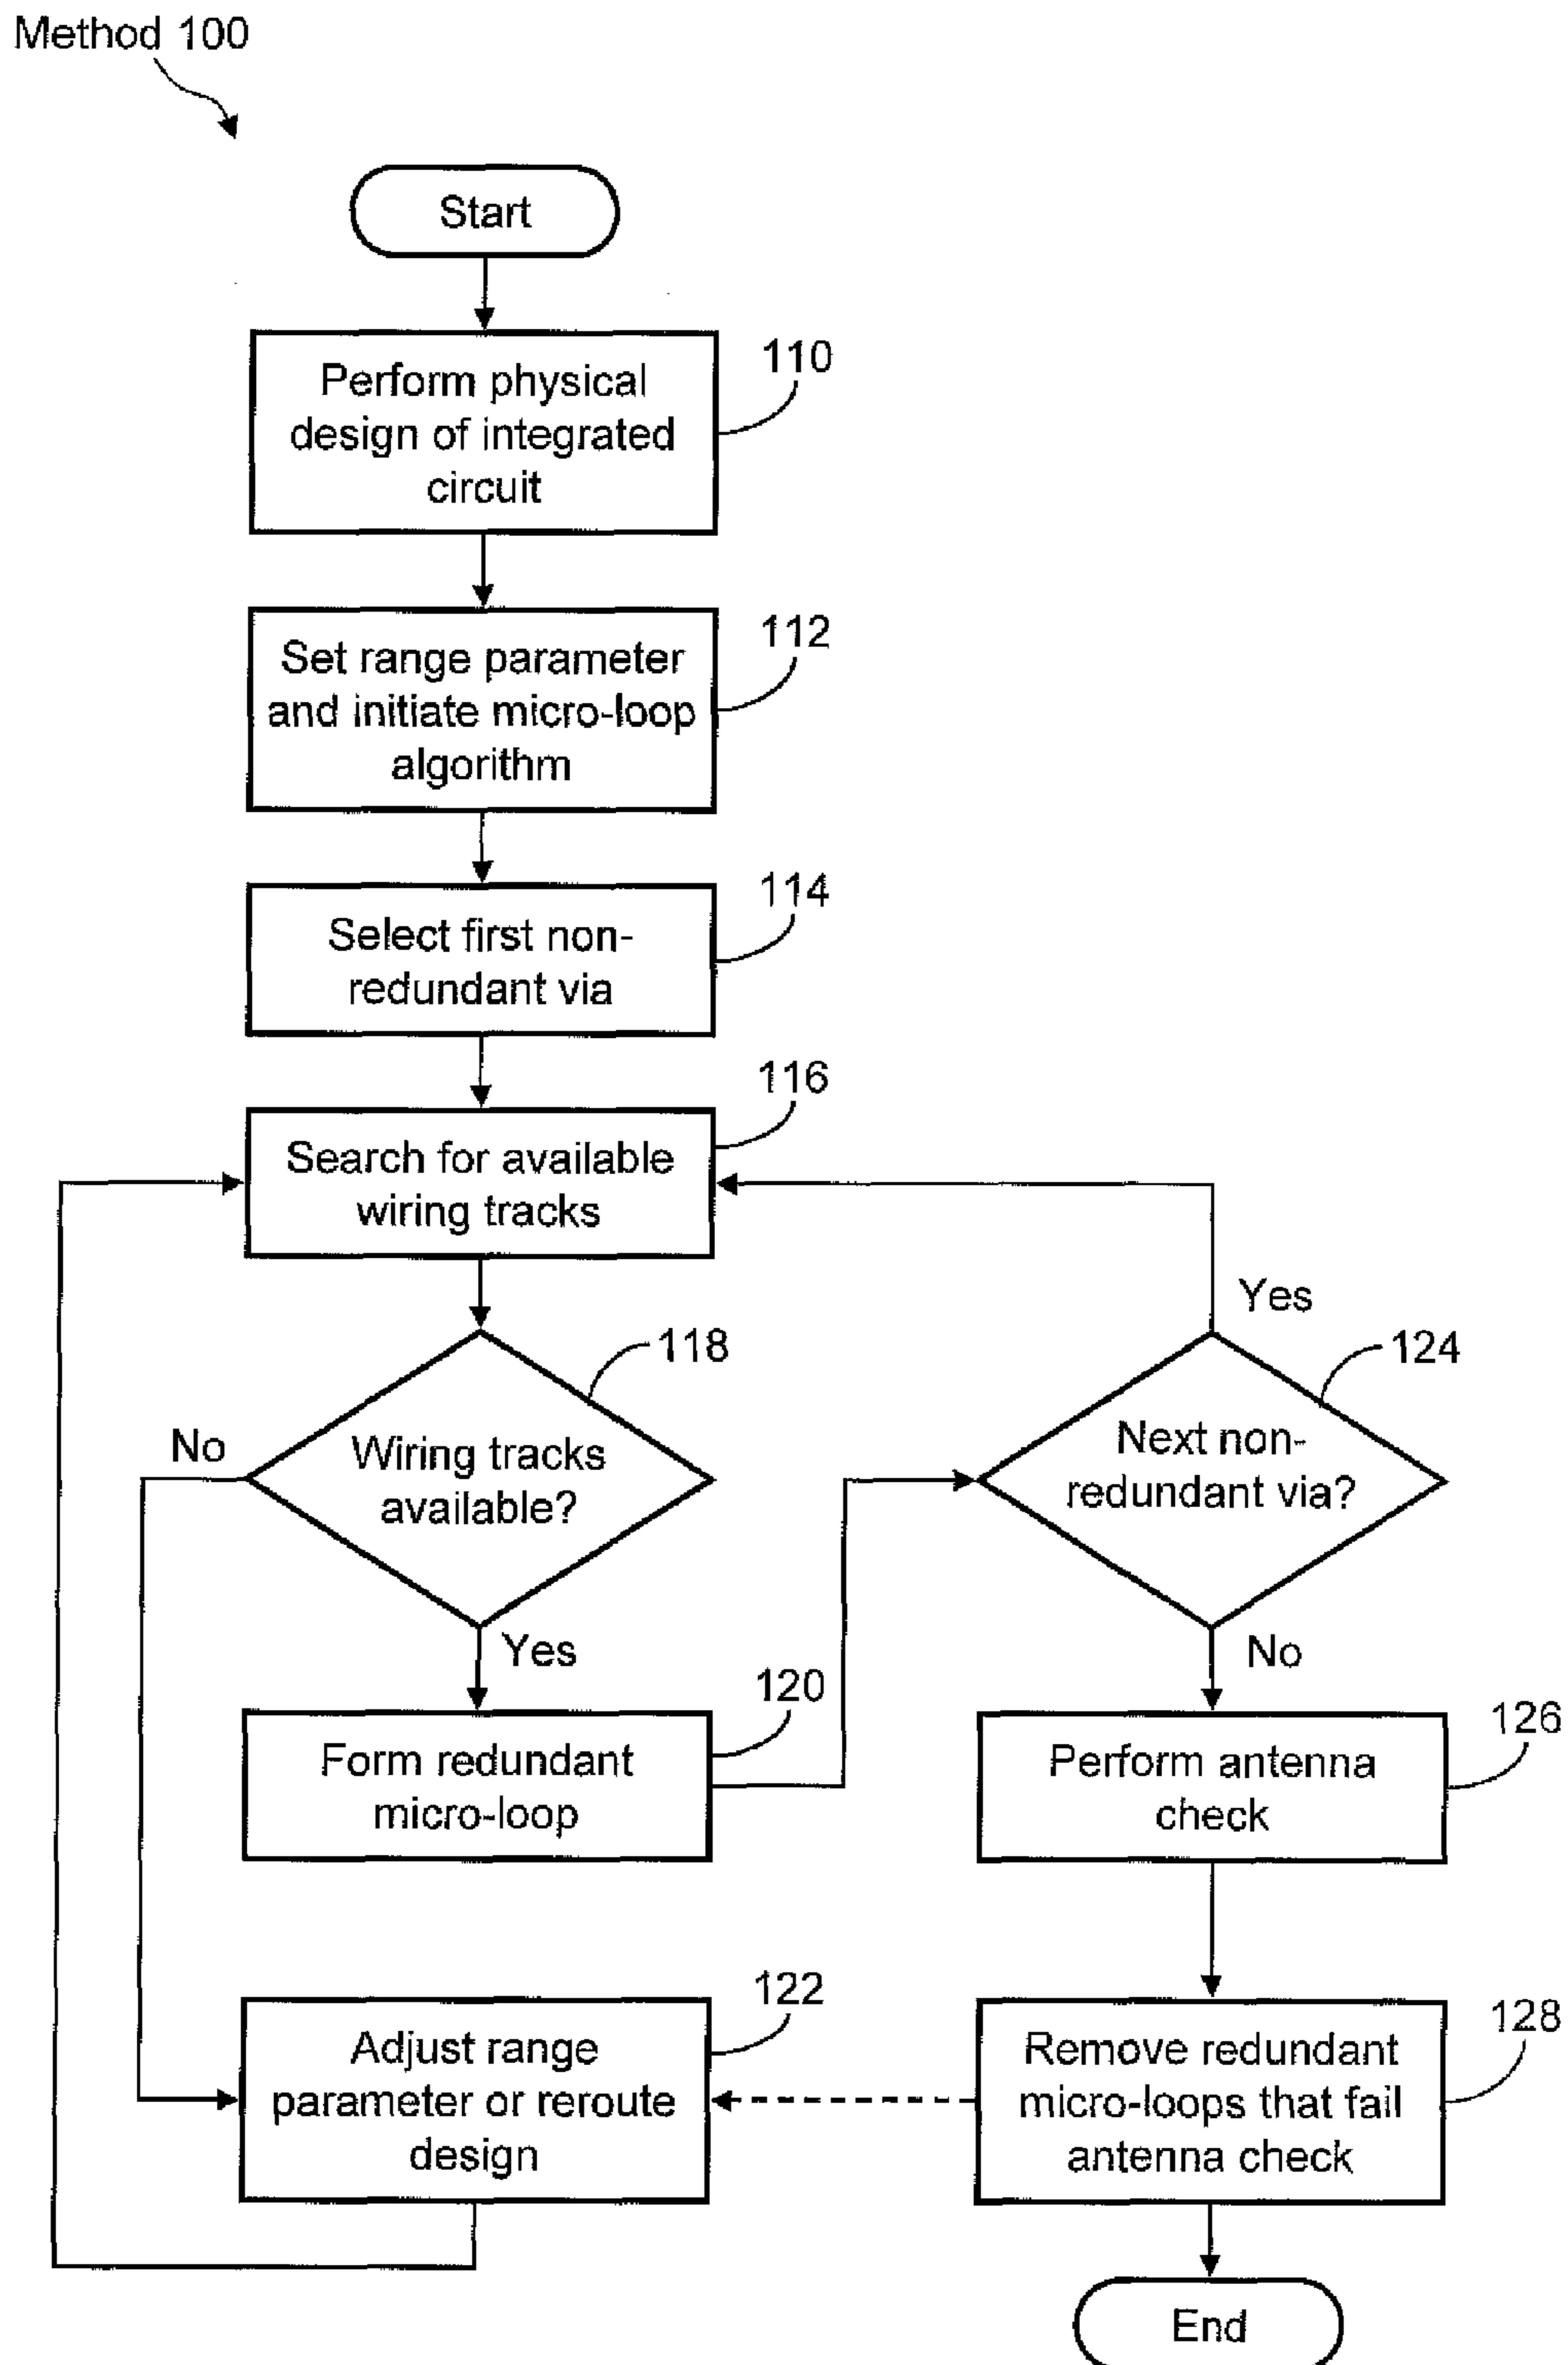 Method 100
Start
110
Perform physical
design of integrated
circuit
112
Set range parameter
and initiate micro-loop
algorithm
114
Select first non-
redundant via
116
Search for available
wiring tracks
Yes
118
124
No
Wiring tracks
available?
Next non-
redundant via?
Yes
No
120
126
Form redundant
micro-loop
Perform antenna
check
122
128
Adjust range
parameter or reroute
design
Remove redundant
micro-loops that fail
antenna check
End